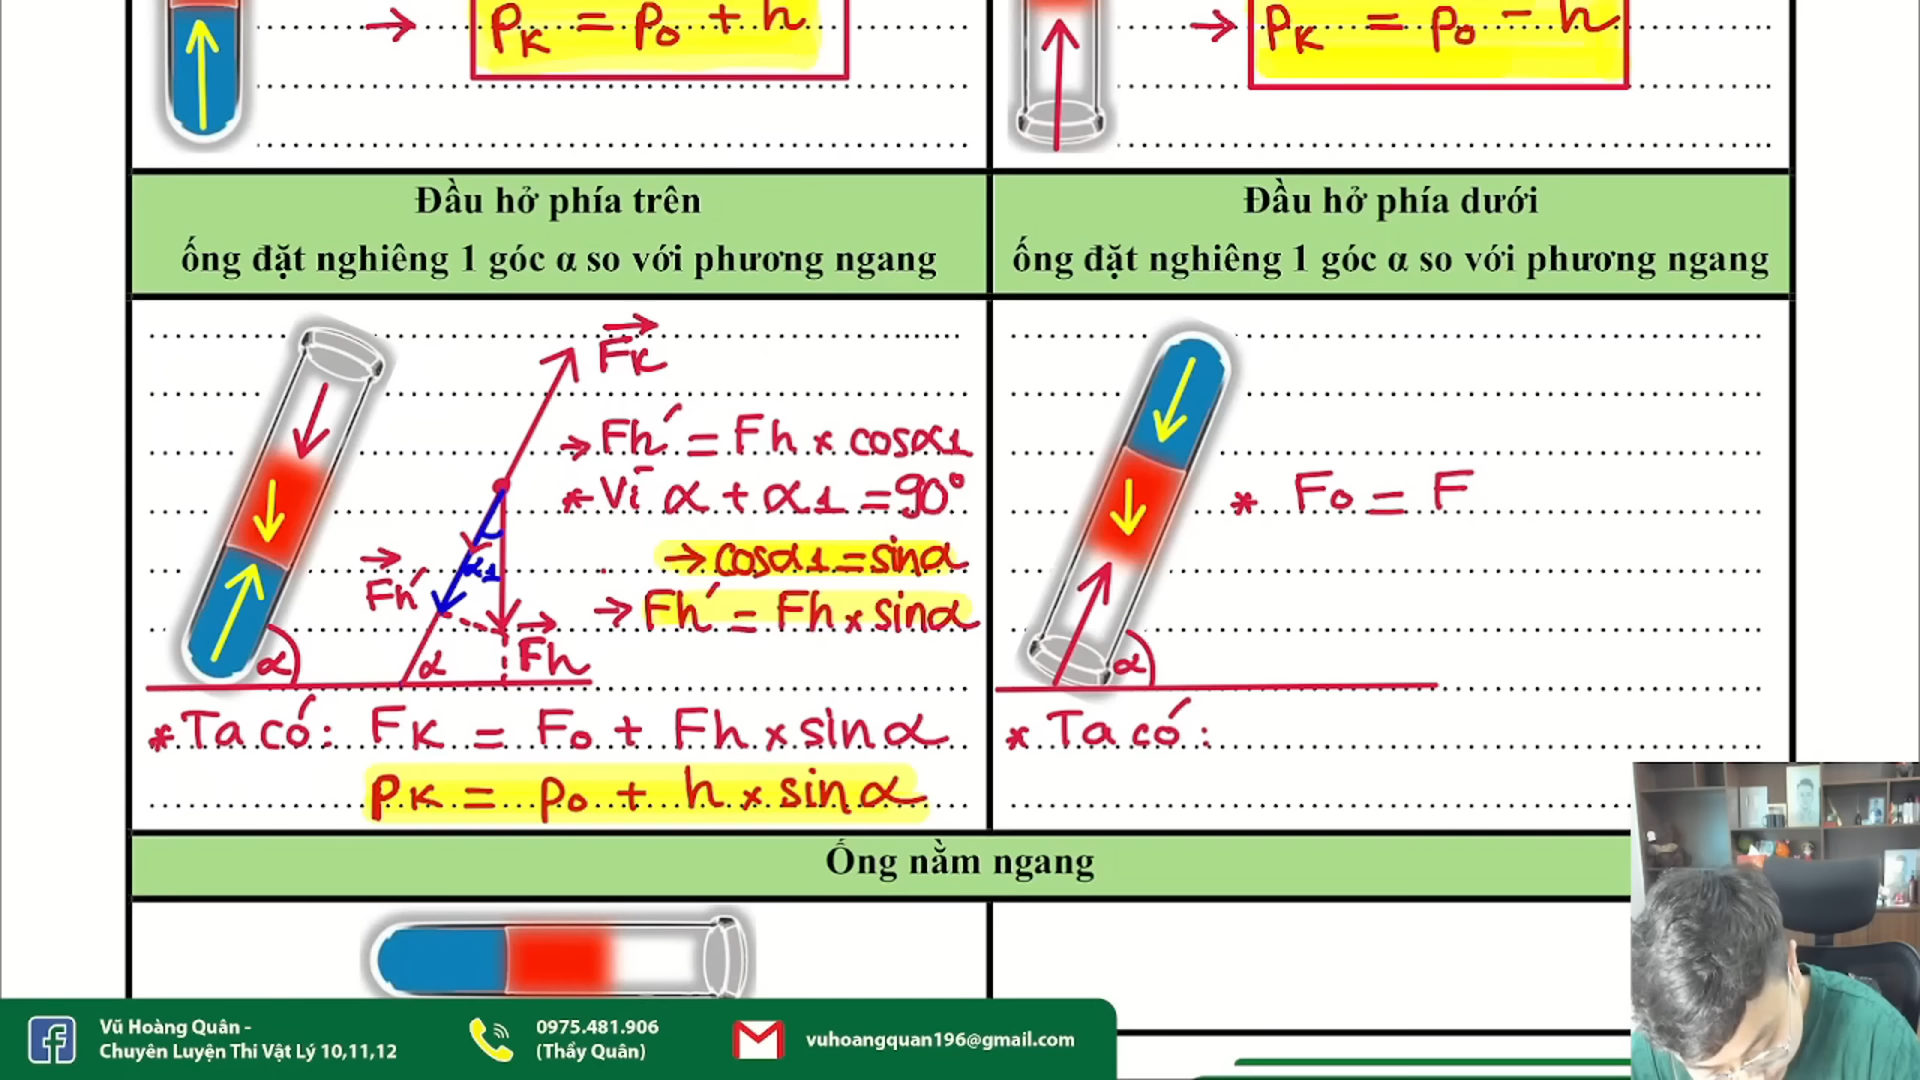 → pK = p0 + h
→ pK = p0 - h
Đầu hở phía trên
ống đặt nghiêng 1 góc α so với phương ngang
Đầu hở phía dưới
ống đặt nghiêng 1 góc α so với phương ngang
FK
→ Fh' = Fh × cosα1
* Vì α + α1 = 90°
→ cosα1 = sinα
→ Fh' = Fh × sinα
α1
Fh'
Fh
α
α
* Ta có: FK = F0 + Fh × sinα
pK = p0 + h × sinα
* F0 = F
α
* Ta có:
Ống nằm ngang
Vũ Hoàng Quân -
Chuyên Luyện Thi Vật Lý 10,11,12
0975.481.906
(Thầy Quân)
vuhoangquan196@gmail.com